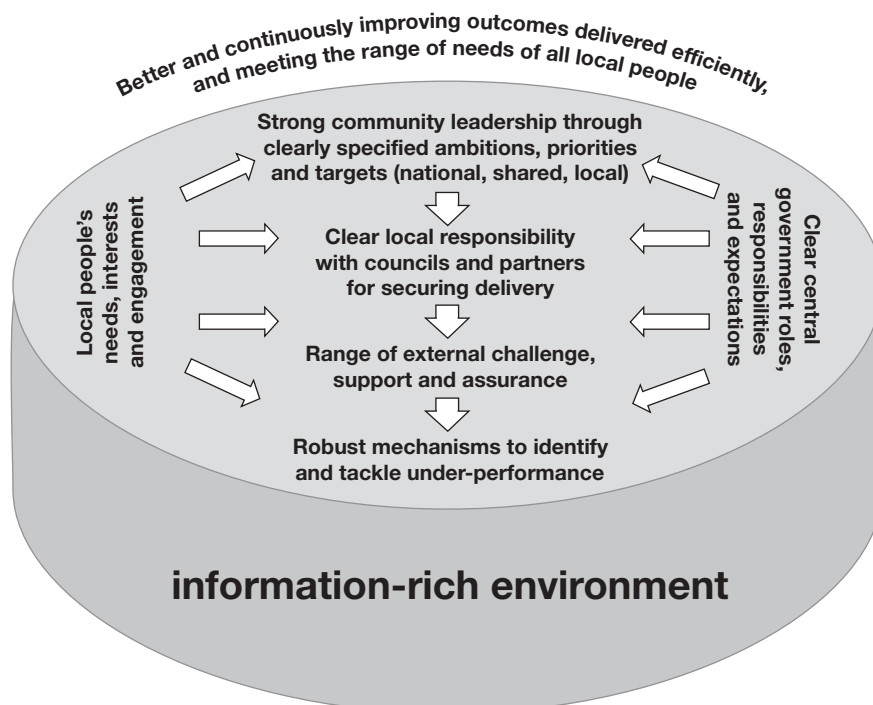 Better and continuously improving outcomes delivered efficiently,
and meeting the range of needs of all local people
Strong community leadership through
clearly specified ambitions, priorities
and targets (national, shared, local)
Local people's
needs, interests
and engagement
Clear local responsibility
with councils and partners
for securing delivery
Clear central
government roles,
responsibilities
and expectations
Range of external challenge,
support and assurance
Robust mechanisms to identify
and tackle under-performance
information-rich environment